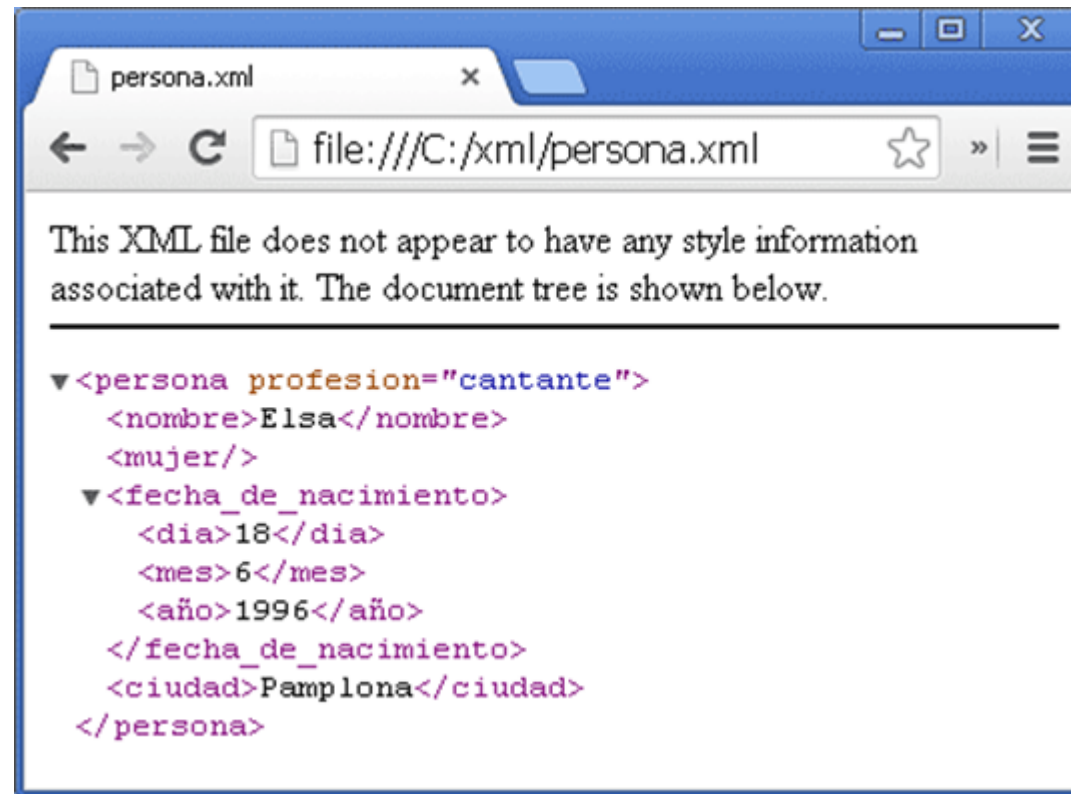 persona.xml
file:///C:/xml/persona.xml
This XML file does not appear to have any style information
associated with it. The document tree is shown below.
<persona profesion="cantante">
<nombre>Elsa</nombre>
<mujer/>
<fecha_de_nacimiento>
<dia>18</dia>
<mes>6</mes>
<año>1996</año>
</fecha_de_nacimiento>
<ciudad>Pamplona</ciudad>
</persona>